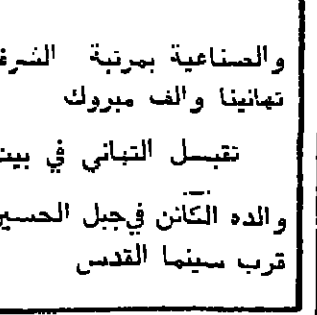 والصناعية بمرتبة الشرف
تهانينا والف مبروك
تقبل التهاني في بيت
والده الكائن في جبل الحسين
قرب سينما القدس